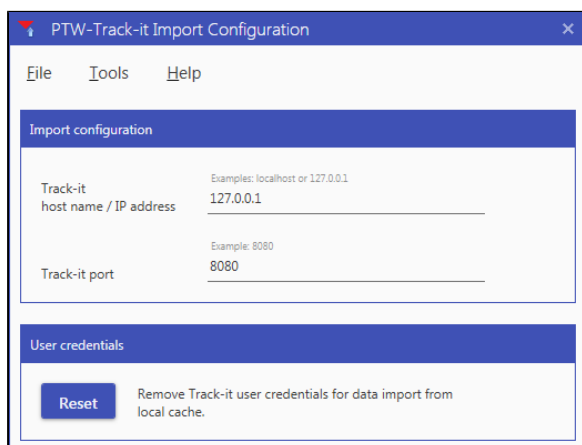 PTW-Track-it Import Configuration
File Tools Help
Import configuration
Examples: localhost or 127.0.0.1
Track-it
host name / IP address
127.0.0.1
Example: 8080
Track-it port
8080
User credentials
Reset
Remove Track-it user credentials for data import from
local cache.